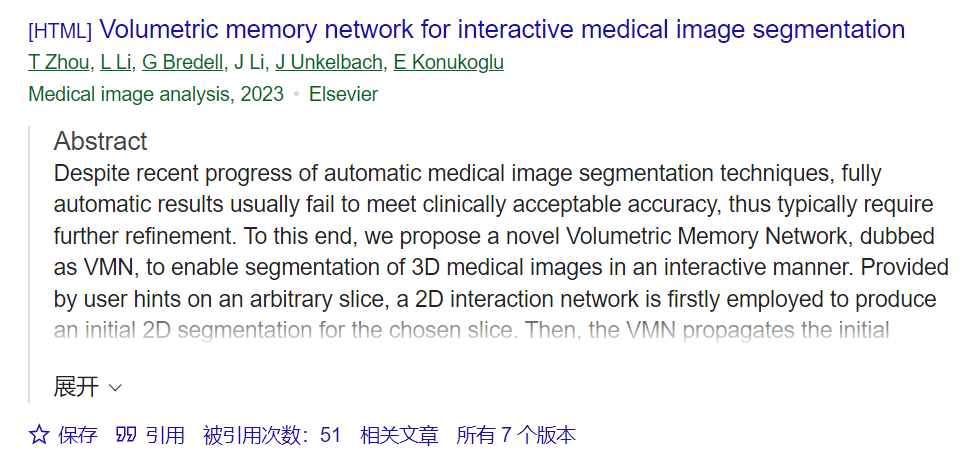 [HTML] Volumetric memory network for interactive medical image segmentation
T Zhou, L Li, G Bredell, J Li, J Unkelbach, E Konukoglu
Medical image analysis, 2023 • Elsevier
Abstract
Despite recent progress of automatic medical image segmentation techniques, fully
automatic results usually fail to meet clinically acceptable accuracy, thus typically require
further refinement. To this end, we propose a novel Volumetric Memory Network, dubbed
as VMN, to enable segmentation of 3D medical images in an interactive manner. Provided
by user hints on an arbitrary slice, a 2D interaction network is firstly employed to produce
an initial 2D segmentation for the chosen slice. Then, the VMN propagates the initial
展开
保存 引用 被引用次数：51 相关文章 所有 7 个版本